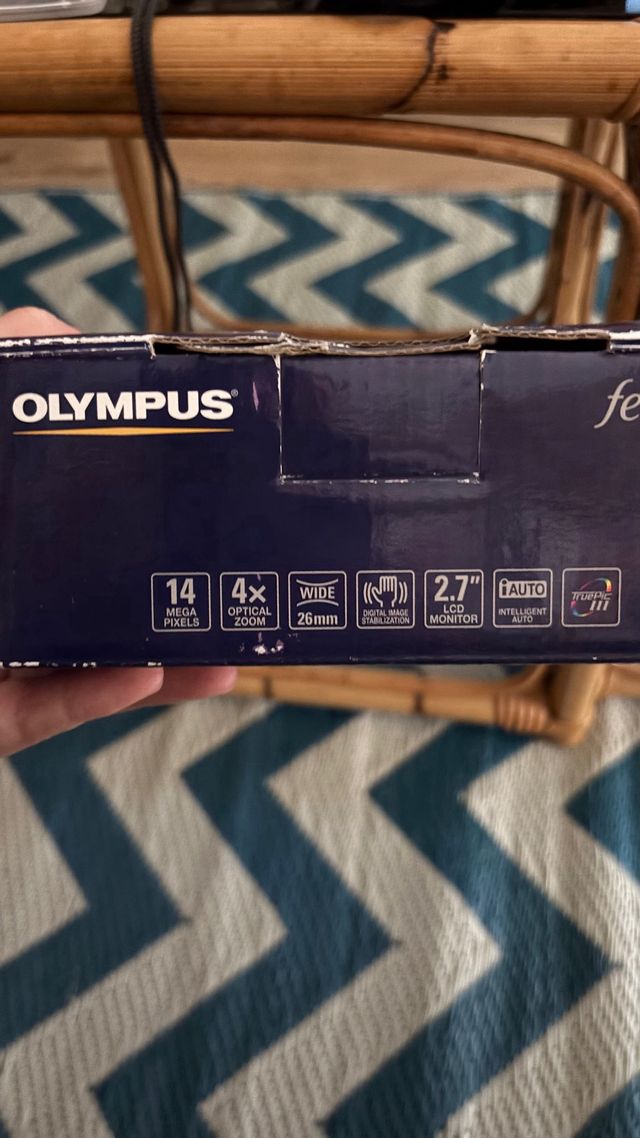 OLYMPUS®
fe
14
MEGA
PIXELS
4×
OPTICAL
ZOOM
WIDE
26mm
DIGITAL IMAGE
STABILIZATION
2.7"
LCD
MONITOR
iAUTO
INTELLIGENT
AUTO
TruePic
III